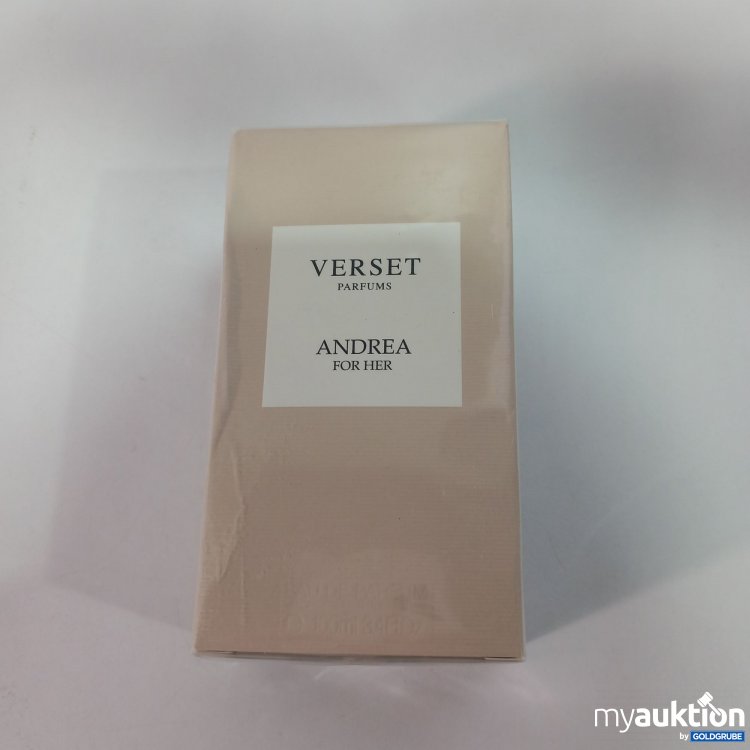 VERSET
PARFUMS
ANDREA
FOR HER
myauktion
by GOLDGRUBE